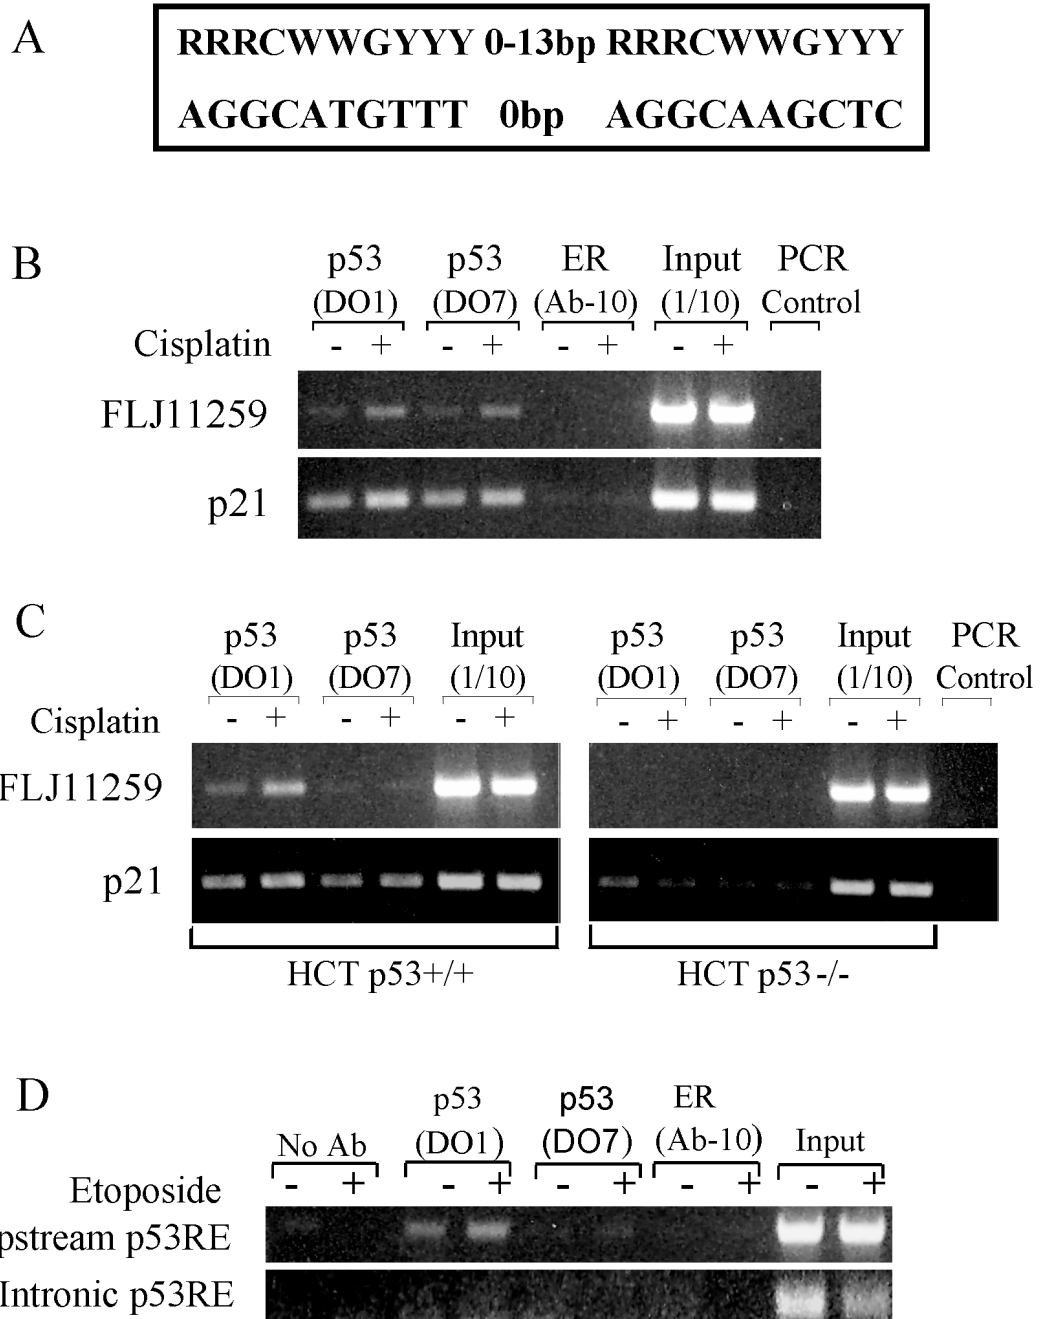 A
RRRCWWGYYY 0-13bp RRRCWWGYYY
AGGCATGTTT 0bp AGGCAAGCTC
B
p53 p53 ER Input PCR
(DO1) (DO7) (Ab-10) (1/10) Control
Cisplatin - + - + - + - +
FLJ11259
p21
C
p53 p53 Input p53 p53 Input PCR
(DO1) (DO7) (1/10) (DO1) (DO7) (1/10) Control
Cisplatin - + - + - + - + - + - +
FLJ11259
p21
HCT p53+/+ HCT p53-/-
D
p53 p53 ER
No Ab (DO1) (DO7) (Ab-10) Input
Etoposide - + - + - + - + - +
pstream p53RE
Intronic p53RE